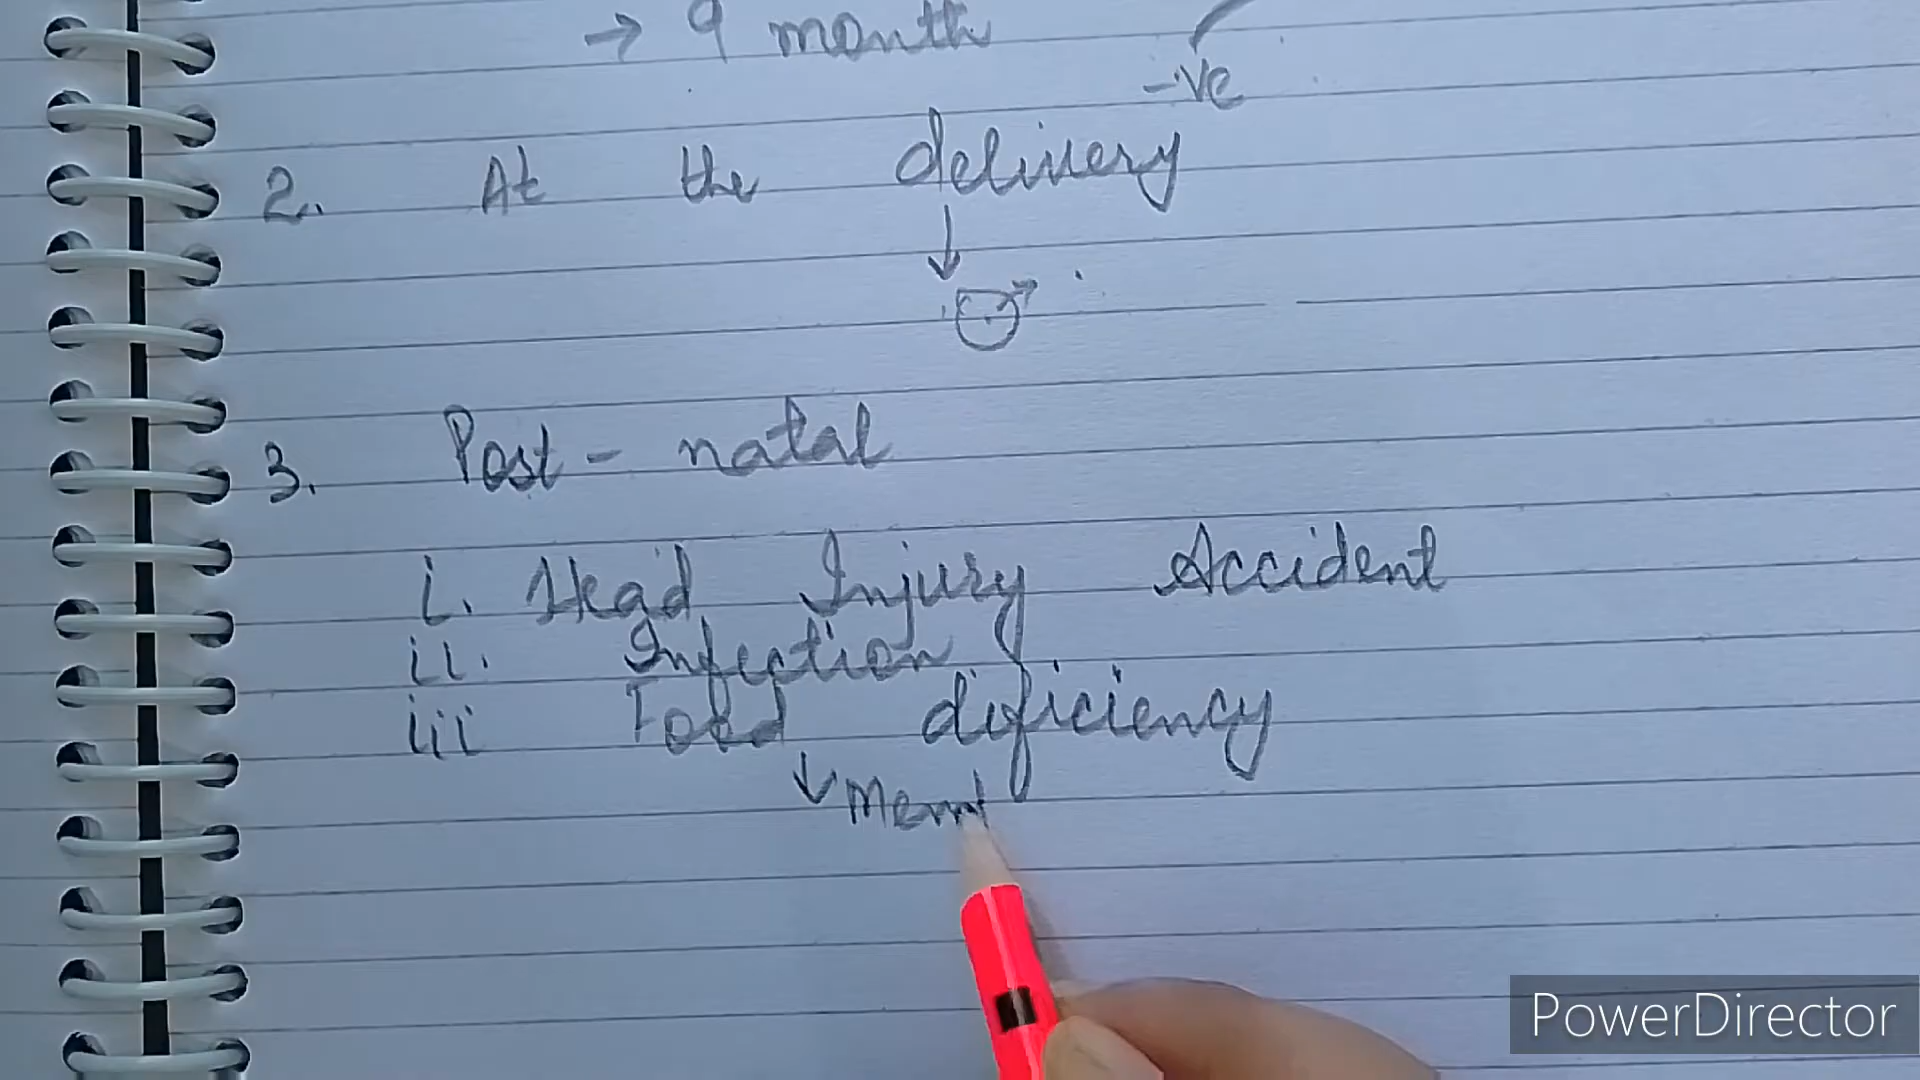 → 9 month
-ve
2. At the delivery
↓
3. Post - natal
i. Head Injury Accident
ii. Infection
iii Food dificiency
↓ Ment
PowerDirector